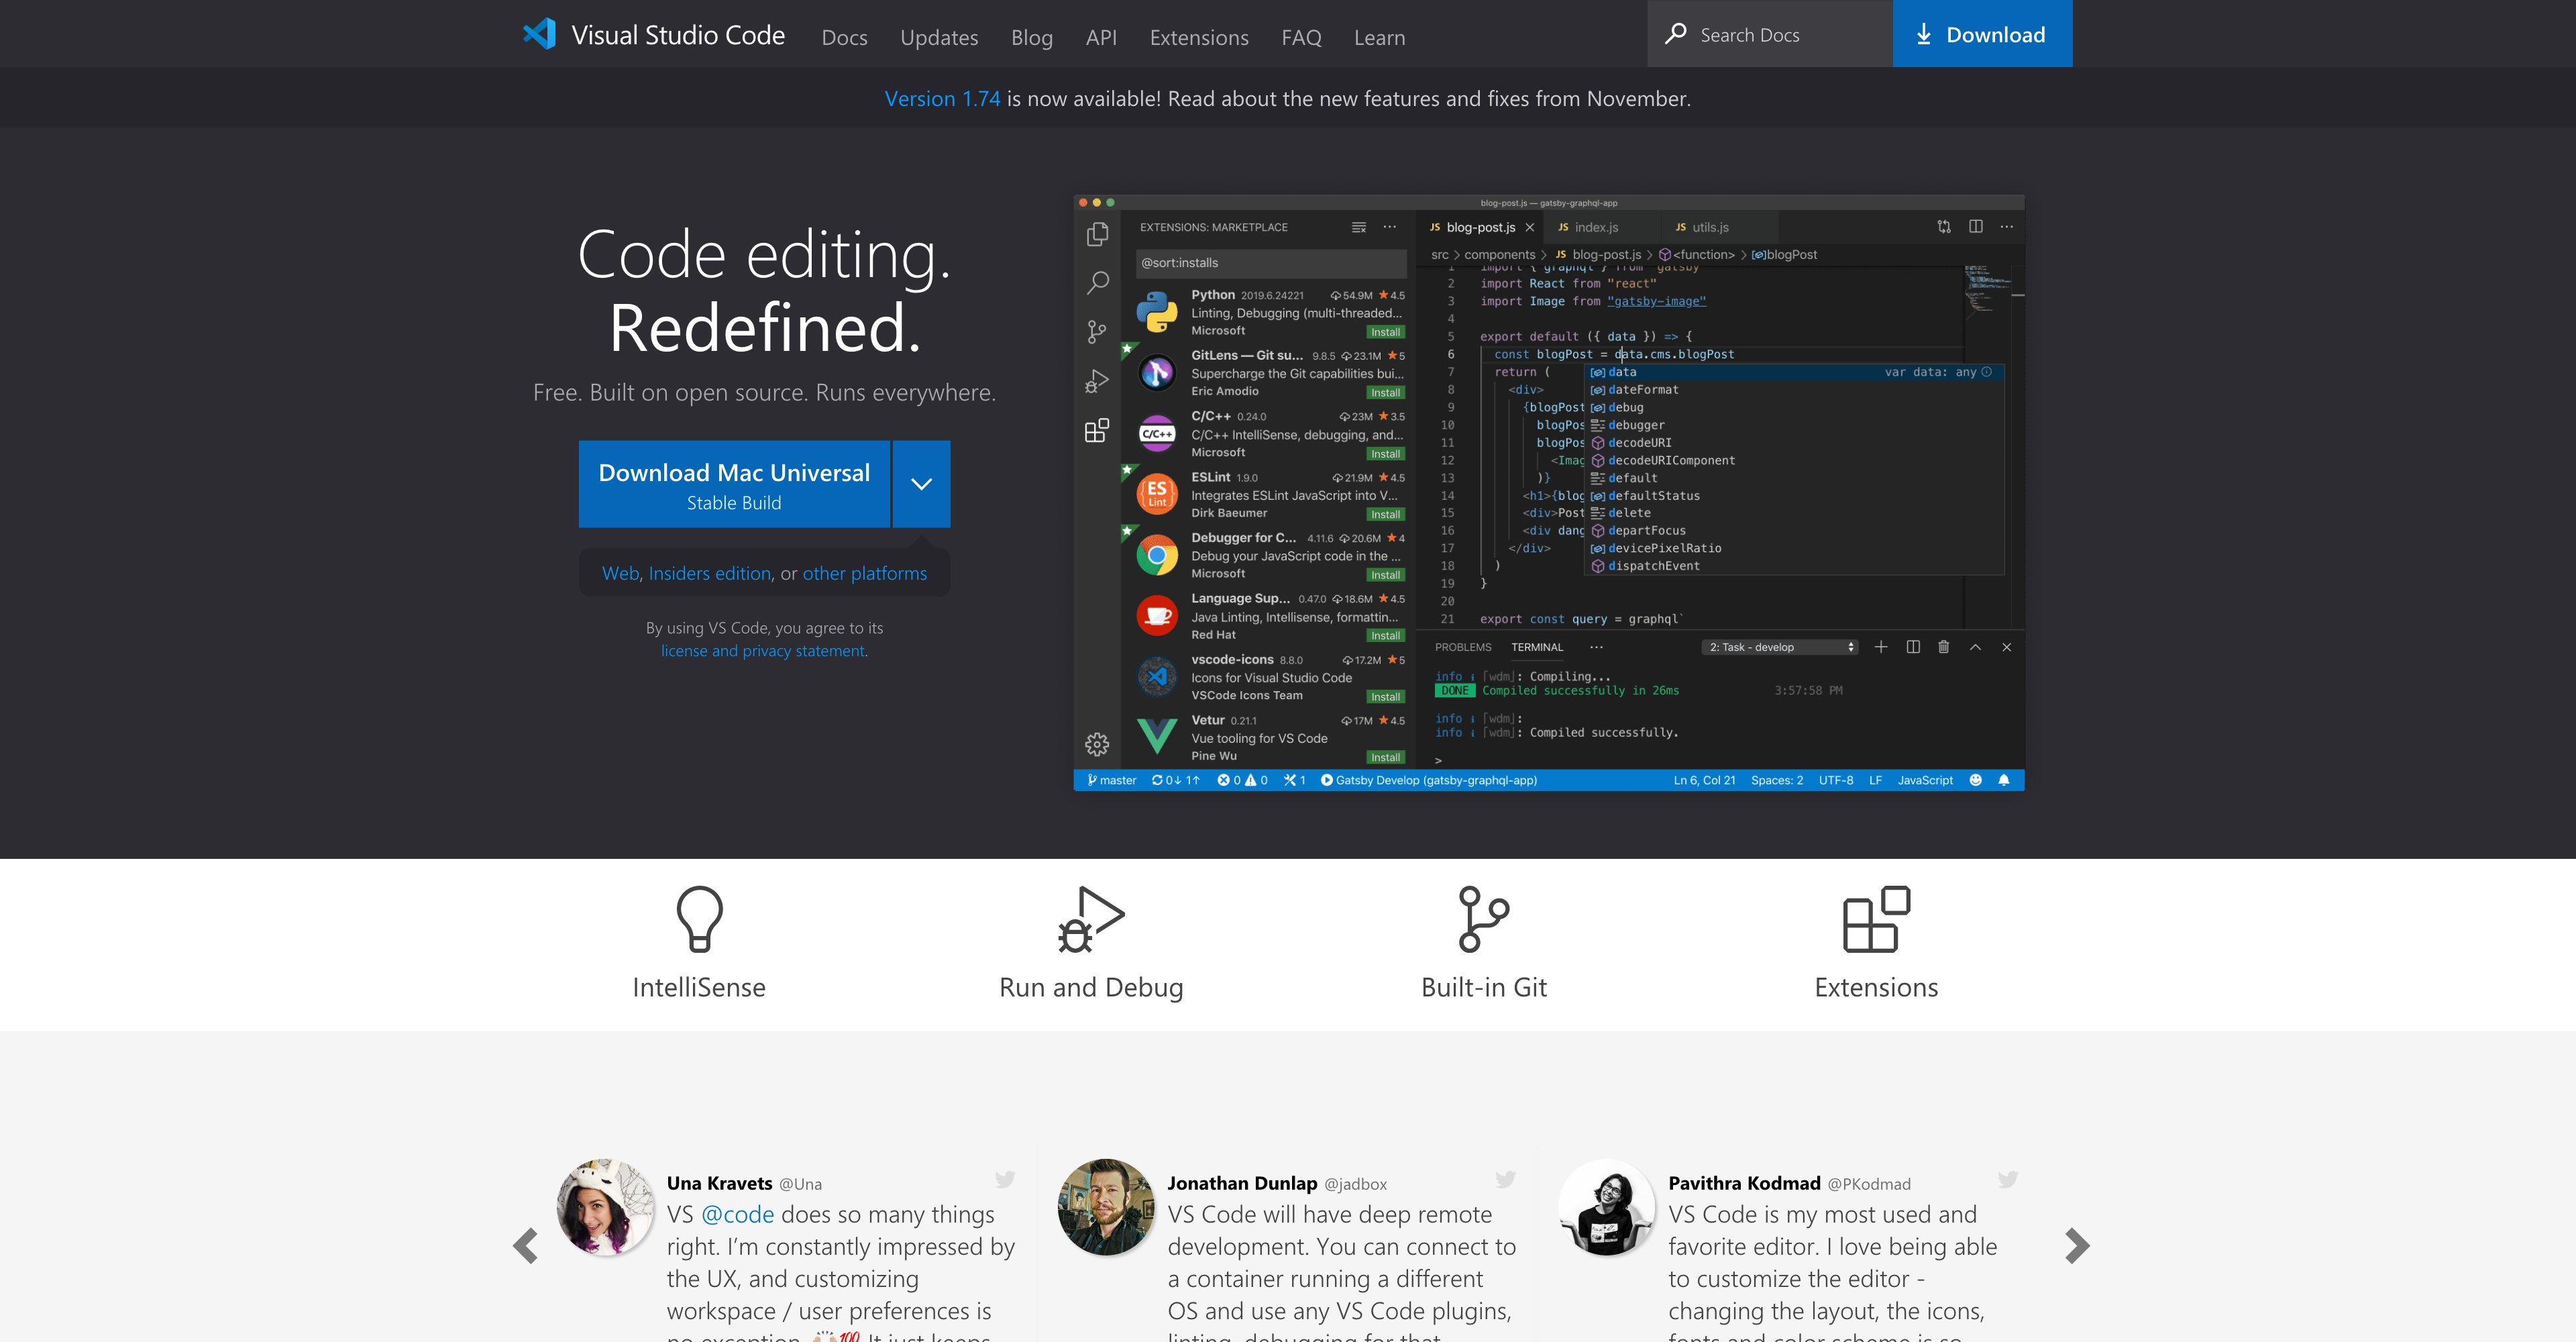 Visual Studio Code
Docs
Updates
Blog
API
Extensions
FAQ
Learn
Search Docs
Download
Version 1.74 is now available! Read about the new features and fixes from November.
Code editing.
Redefined.
Free. Built on open source. Runs everywhere.
Download Mac Universal
Stable Build
Web, Insiders edition, or other platforms
By using VS Code, you agree to its
license and privacy statement.
blog-post.js — gatsby-graphql-app
EXTENSIONS: MARKETPLACE
@sort:installs
Python 2019.6.24221 54.9M ★4.5
Linting, Debugging (multi-threaded...
Microsoft
Install
GitLens — Git su... 9.8.5 23.1M ★5
Supercharge the Git capabilities bui...
Eric Amodio
Install
C/C++
C/C++ 0.24.0 23M ★3.5
C/C++ IntelliSense, debugging, and...
Microsoft
Install
ES
Lint
ESLint 1.9.0 21.9M ★4.5
Integrates ESLint JavaScript into V...
Dirk Baeumer
Install
Debugger for C... 4.11.6 20.6M ★4
Debug your JavaScript code in the ...
Microsoft
Install
Language Sup... 0.47.0 18.6M ★4.5
Java Linting, Intellisense, formattin...
Red Hat
Install
vscode-icons 8.8.0 17.2M ★5
Icons for Visual Studio Code
VSCode Icons Team
Install
Vetur 0.21.1 17M ★4.5
Vue tooling for VS Code
Pine Wu
Install
JS blog-post.js
JS index.js
JS utils.js
src > components > JS blog-post.js > <function> > blogPost
1 import { graphql } from "gatsby"
2 import React from "react"
3 import Image from "gatsby-image"
4
5 export default ({ data }) => {
6 const blogPost = data.cms.blogPost
7 return (
8 <div>
9 {blogPost
10 blogPos
11 blogPos
12 <Imag
13 )}
14 <h1>{blog
15 <div>Post
16 <div dang
17 </div>
18 )
19 }
20
21 export const query = graphql`
data var data: any
dateFormat
debug
debugger
decodeURI
decodeURIComponent
default
defaultStatus
delete
departFocus
devicePixelRatio
dispatchEvent
PROBLEMS
TERMINAL
···
2: Task - develop
info ｢wdm｣: Compiling...
DONE Compiled successfully in 26ms 3:57:58 PM
info ｢wdm｣:
info ｢wdm｣: Compiled successfully.
>
master 0↓ 1↑ 0 0 1 Gatsby Develop (gatsby-graphql-app)
Ln 6, Col 21 Spaces: 2 UTF-8 LF JavaScript
IntelliSense
Run and Debug
Built-in Git
Extensions
Una Kravets @Una
VS @code does so many things
right. I’m constantly impressed by
the UX, and customizing
workspace / user preferences is
no exception 🙌🏻💯 It just keeps
Jonathan Dunlap @jadbox
VS Code will have deep remote
development. You can connect to
a container running a different
OS and use any VS Code plugins,
linting, debugging for that
Pavithra Kodmad @PKodmad
VS Code is my most used and
favorite editor. I love being able
to customize the editor -
changing the layout, the icons,
fonts and color scheme is so